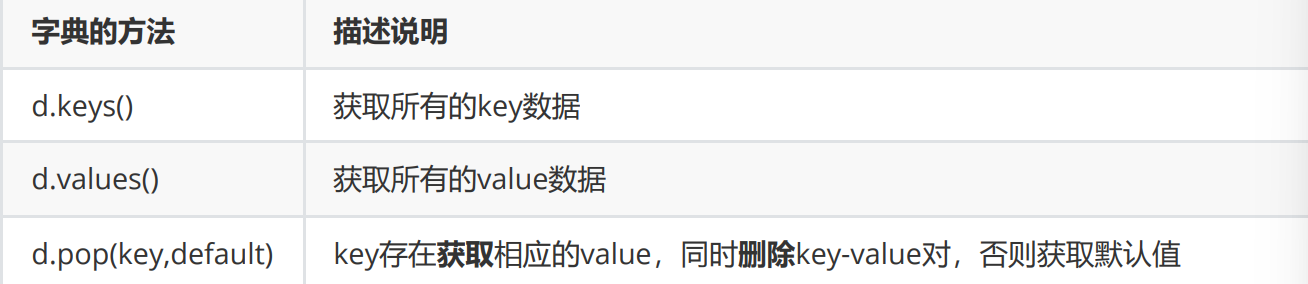 字典的方法 描述说明
d.keys() 获取所有的key数据
d.values() 获取所有的value数据
d.pop(key,default) key存在获取相应的value，同时删除key-value对，否则获取默认值